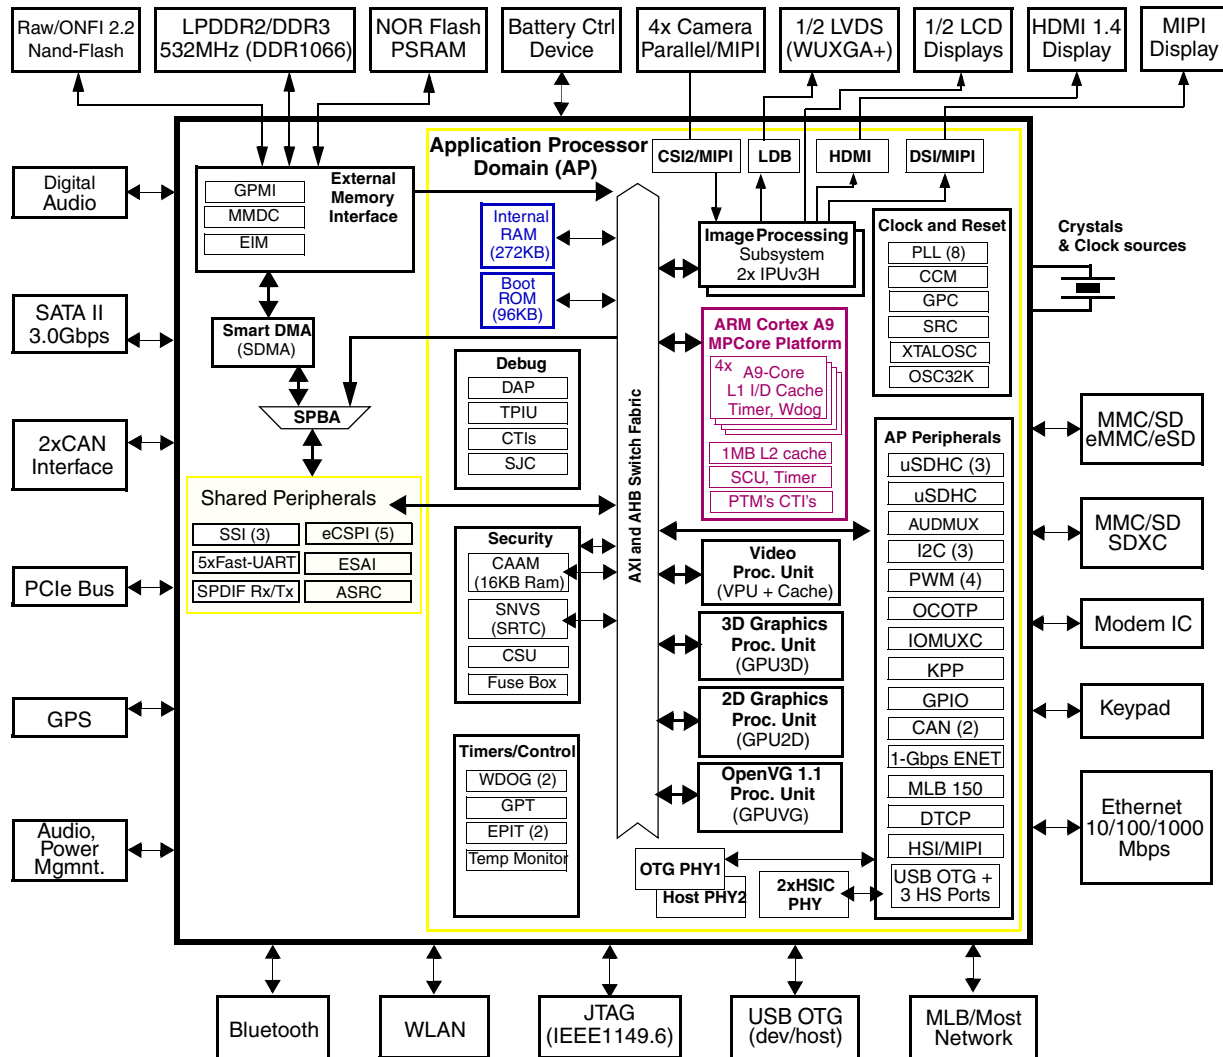 Raw/ONFI 2.2
Nand-Flash
LPDDR2/DDR3
532MHz (DDR1066)
NOR Flash
PSRAM
Battery Ctrl
Device
4x Camera
Parallel/MIPI
1/2 LVDS
(WUXGA+)
1/2 LCD
Displays
HDMI 1.4
Display
MIPI
Display
Digital
Audio
SATA II
3.0Gbps
2xCAN
Interface
PCIe Bus
GPS
Audio,
Power
Mgmnt.
External
Memory
Interface
GPMI
MMDC
EIM
Smart DMA
(SDMA)
SPBA
Shared Peripherals
SSI (3)
eCSPI (5)
5xFast-UART
ESAI
SPDIF Rx/Tx
ASRC
Application Processor
Domain (AP)
Internal
RAM
(272KB)
Boot
ROM
(96KB)
Debug
DAP
TPIU
CTIs
SJC
Security
CAAM
(16KB Ram)
SNVS
(SRTC)
CSU
Fuse Box
Timers/Control
WDOG (2)
GPT
EPIT (2)
Temp Monitor
AXI and AHB Switch Fabric
CSI2/MIPI
LDB
HDMI
DSI/MIPI
Image Processing
Subsystem
2x IPUv3H
ARM Cortex A9
MPCore Platform
4x
A9-Core
L1 I/D Cache
Timer, Wdog
1MB L2 cache
SCU, Timer
PTM's CTI's
Video
Proc. Unit
(VPU + Cache)
3D Graphics
Proc. Unit
(GPU3D)
2D Graphics
Proc. Unit
(GPU2D)
OpenVG 1.1
Proc. Unit
(GPUVG)
OTG PHY1
Host PHY2
2xHSIC
PHY
Clock and Reset
PLL (8)
CCM
GPC
SRC
XTALOSC
OSC32K
AP Peripherals
uSDHC (3)
uSDHC
AUDMUX
I2C (3)
PWM (4)
OCOTP
IOMUXC
KPP
GPIO
CAN (2)
1-Gbps ENET
MLB 150
DTCP
HSI/MIPI
USB OTG +
3 HS Ports
Crystals
& Clock sources
MMC/SD
eMMC/eSD
MMC/SD
SDXC
Modem IC
Keypad
Ethernet
10/100/1000
Mbps
Bluetooth
WLAN
JTAG
(IEEE1149.6)
USB OTG
(dev/host)
MLB/Most
Network